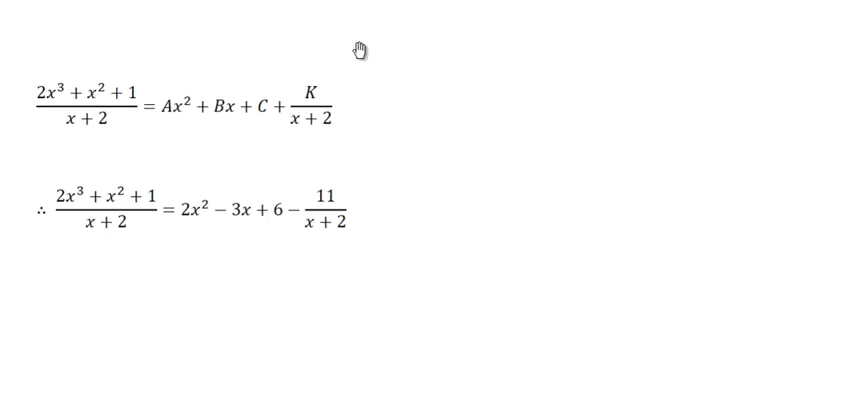 (2x³ + x² + 1)/(x + 2) = Ax² + Bx + C + K/(x + 2)
∴ (2x³ + x² + 1)/(x + 2) = 2x² − 3x + 6 − 11/(x + 2)